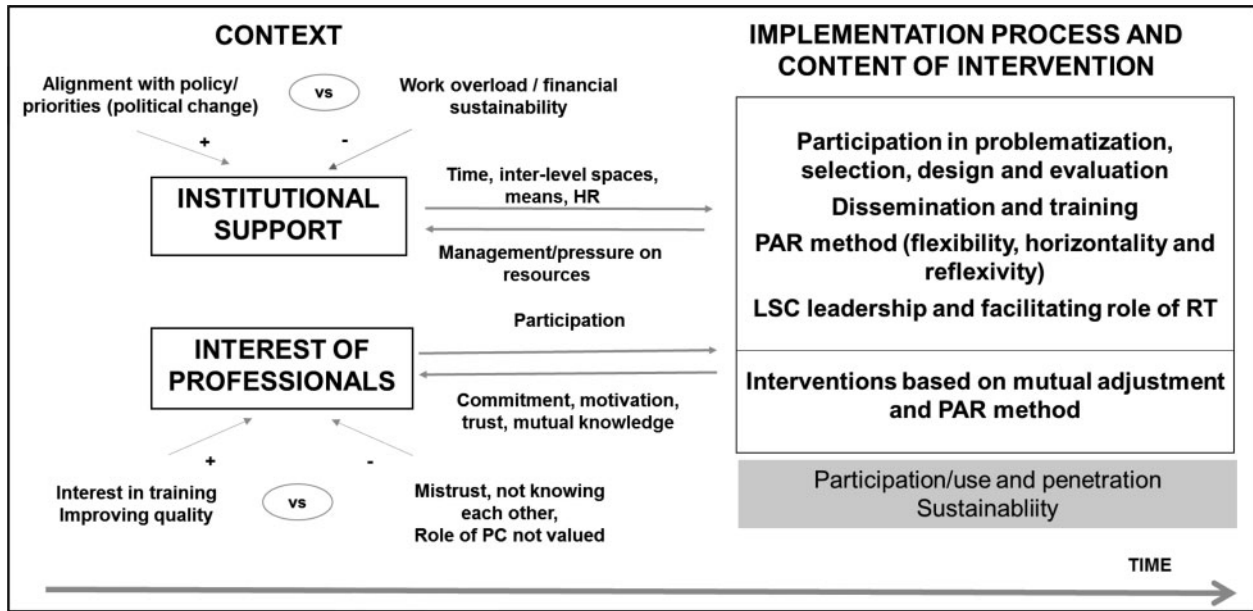 CONTEXT
Alignment with policy/
priorities (political change)
vs
Work overload / financial
sustainability
+
-
INSTITUTIONAL
SUPPORT
Time, inter-level spaces,
means, HR
Management/pressure on
resources
INTEREST OF
PROFESSIONALS
Participation
Commitment, motivation,
trust, mutual knowledge
+
-
Interest in training
Improving quality
vs
Mistrust, not knowing
each other,
Role of PC not valued
IMPLEMENTATION PROCESS AND
CONTENT OF INTERVENTION
Participation in problematization,
selection, design and evaluation
Dissemination and training
PAR method (flexibility, horizontality and
reflexivity)
LSC leadership and facilitating role of RT
Interventions based on mutual adjustment
and PAR method
Participation/use and penetration
Sustainabliity
TIME